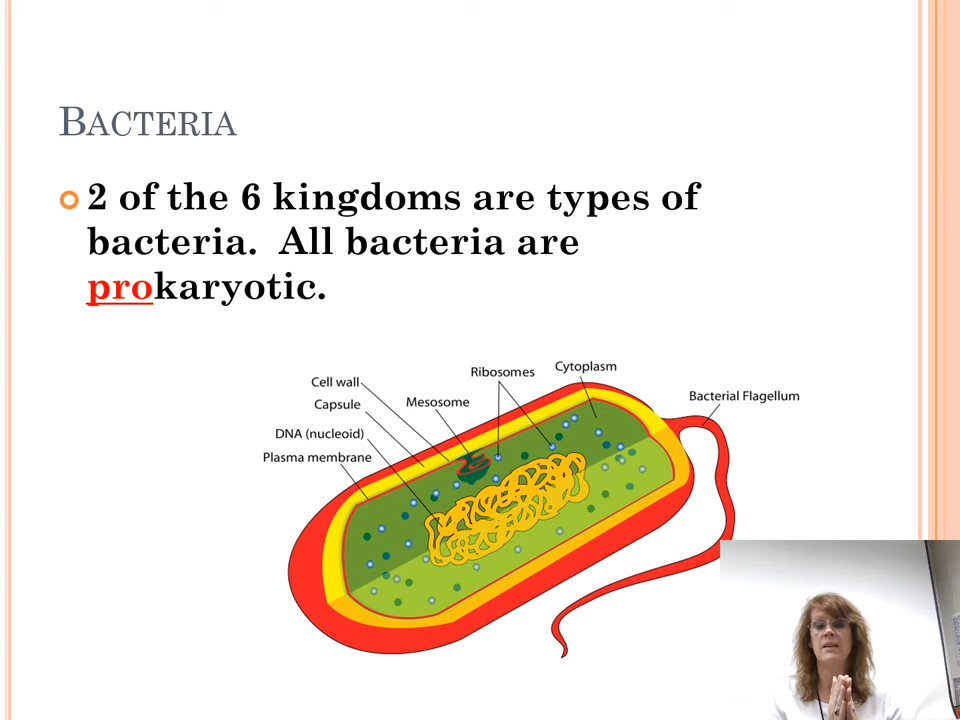 BACTERIA
2 of the 6 kingdoms are types of
bacteria. All bacteria are
prokaryotic.
Cell wall
Capsule
DNA (nucleoid)
Plasma membrane
Mesosome
Ribosomes
Cytoplasm
Bacterial Flagellum